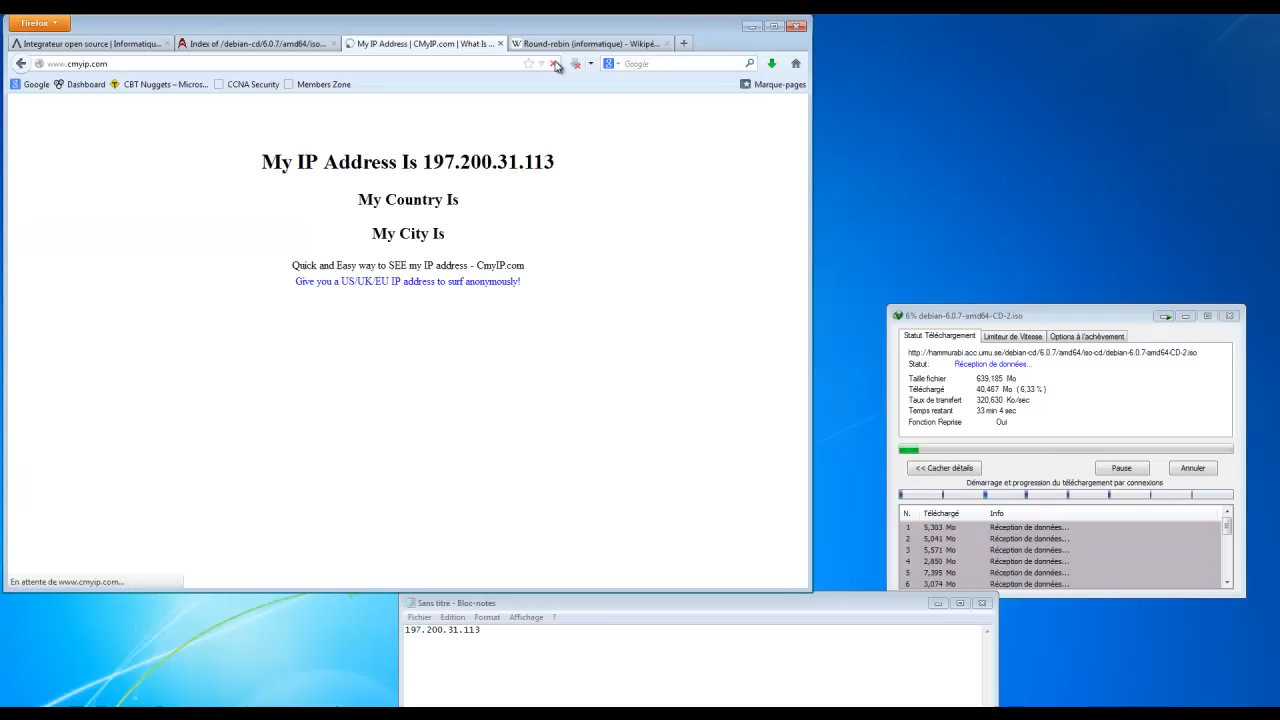 Firefox
Integrateur open source | Informatiqu...
Index of /debian-cd/6.0.7/amd64/iso...
My IP Address | CMyIP.com | What Is ...
Round-robin (informatique) - Wikipé...
www.cmyip.com
Google
Google
Dashboard
CBT Nuggets – Micros...
CCNA Security
Members Zone
Marque-pages
My IP Address Is 197.200.31.113
My Country Is
My City Is
Quick and Easy way to SEE my IP address - CmyIP.com
Give you a US/UK/EU IP address to surf anonymously!
En attente de www.cmyip.com...
6% debian-6.0.7-amd64-CD-2.iso
Statut Téléchargement
Limiteur de Vitesse
Options à l'achèvement
http://hammurabi.acc.umu.se/debian-cd/6.0.7/amd64/iso-cd/debian-6.0.7-amd64-CD-2.iso
Statut: Réception de données...
Taille fichier 639,185 Mo
Téléchargé 40,467 Mo ( 6,33 % )
Taux de transfert 320,630 Ko/sec
Temps restant 33 min 4 sec
Fonction Reprise Oui
<< Cacher détails
Pause
Annuler
Démarrage et progression du téléchargement par connexions
N. Téléchargé Info
1 5,303 Mo Réception de données...
2 5,041 Mo Réception de données...
3 5,571 Mo Réception de données...
4 2,850 Mo Réception de données...
5 7,395 Mo Réception de données...
6 3,074 Mo Réception de données...
Sans titre - Bloc-notes
Fichier Edition Format Affichage ?
197.200.31.113